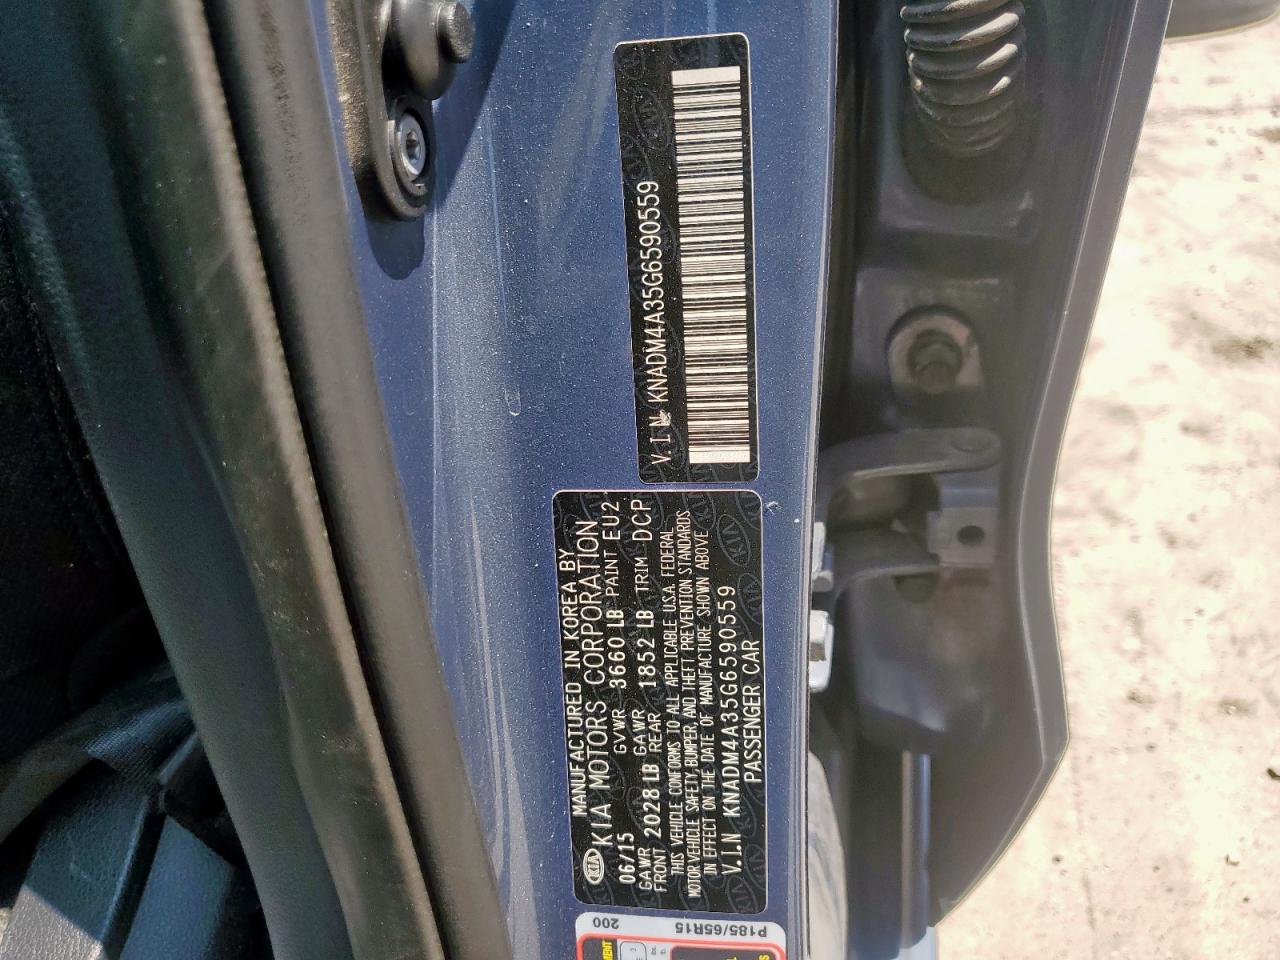 V.I.N KNADM4A35G6590559
MANUFACTURED IN KOREA BY
KIA KIA MOTORS CORPORATION
06/15 GVWR 3660 LB PAINT EU2
GAWR FRONT 2028 LB GAWR REAR 1852 LB TRIM DCP
THIS VEHICLE CONFORMS TO ALL APPLICABLE U.S.A. FEDERAL
MOTOR VEHICLE SAFETY, BUMPER, AND THEFT PREVENTION STANDARDS
IN EFFECT ON THE DATE OF MANUFACTURE SHOWN ABOVE
V.I.N KNADM4A35G6590559
PASSENGER CAR
P185/65R15
200